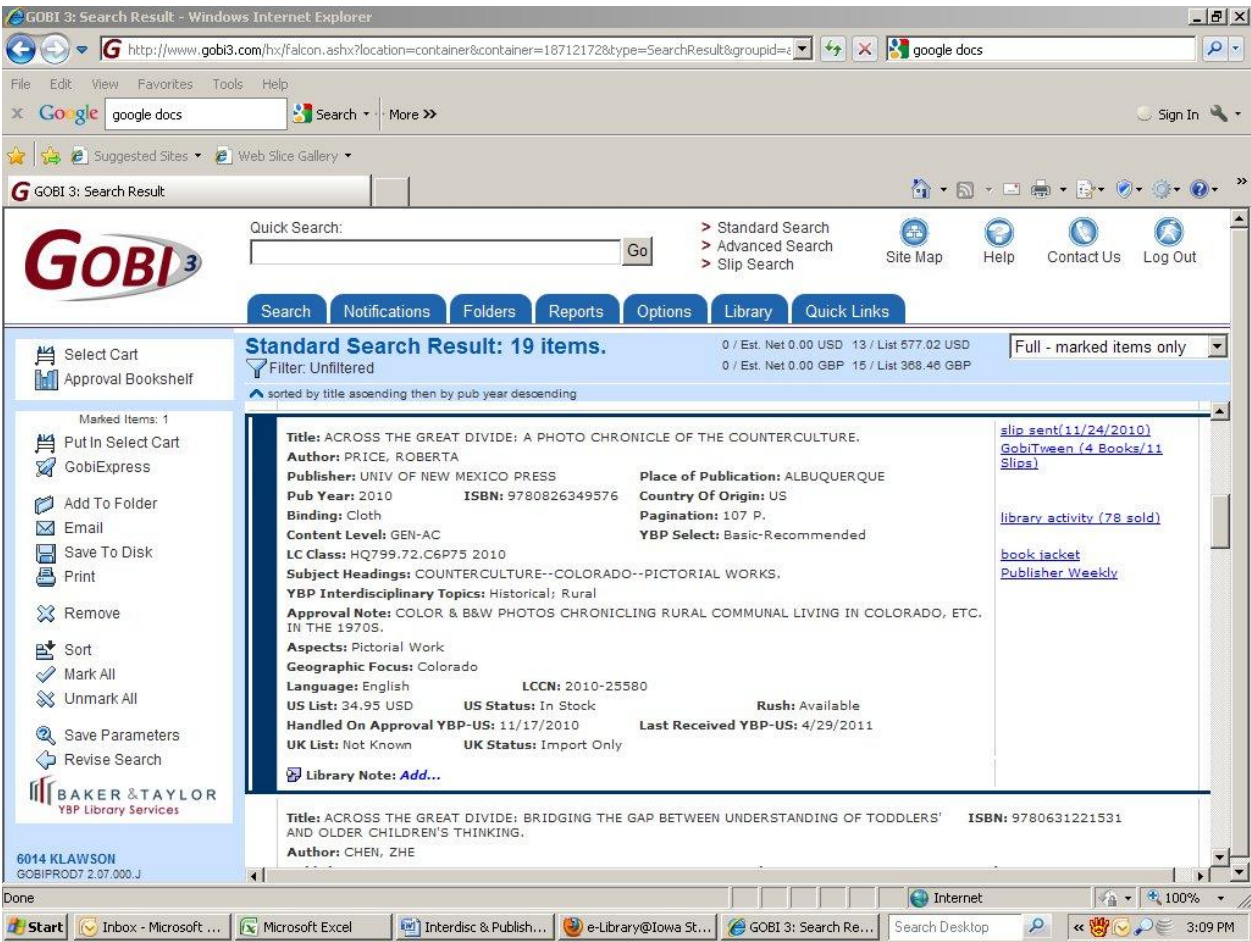 GOBI 3: Search Result - Windows Internet Explorer
http://www.gobi3.com/hx/falcon.ashx?location=container&container=18712172&type=SearchResult&groupid=
google docs
File Edit View Favorites Tools Help
x Google google docs Search More >> Sign In
Suggested Sites Web Slice Gallery
G GOBI 3: Search Result
GOBI 3
Quick Search:
Go
> Standard Search
> Advanced Search
> Slip Search
Site Map Help Contact Us Log Out
Search Notifications Folders Reports Options Library Quick Links
Select Cart
Approval Bookshelf
Marked Items: 1
Put In Select Cart
GobiExpress
Add To Folder
Email
Save To Disk
Print
Remove
Sort
Mark All
Unmark All
Save Parameters
Revise Search
BAKER & TAYLOR
YBP Library Services
6014 KLAWSON
GOBIPROD7 2.07.000.J
Standard Search Result: 19 items.
Filter: Unfiltered
0 / Est. Net 0.00 USD 13 / List 577.02 USD
0 / Est. Net 0.00 GBP 15 / List 368.46 GBP
Full - marked items only
sorted by title ascending then by pub year descending
Title: ACROSS THE GREAT DIVIDE: A PHOTO CHRONICLE OF THE COUNTERCULTURE.
Author: PRICE, ROBERTA
Publisher: UNIV OF NEW MEXICO PRESS Place of Publication: ALBUQUERQUE
Pub Year: 2010 ISBN: 9780826349576 Country Of Origin: US
Binding: Cloth Pagination: 107 P.
Content Level: GEN-AC YBP Select: Basic-Recommended
LC Class: HQ799.72.C6P75 2010
Subject Headings: COUNTERCULTURE--COLORADO--PICTORIAL WORKS.
YBP Interdisciplinary Topics: Historical; Rural
Approval Note: COLOR & B&W PHOTOS CHRONICLING RURAL COMMUNAL LIVING IN COLORADO, ETC.
IN THE 1970S.
Aspects: Pictorial Work
Geographic Focus: Colorado
Language: English LCCN: 2010-25580
US List: 34.95 USD US Status: In Stock Rush: Available
Handled On Approval YBP-US: 11/17/2010 Last Received YBP-US: 4/29/2011
UK List: Not Known UK Status: Import Only
Library Note: Add...
slip sent(11/24/2010)
GobiTween (4 Books/11
Slips)
library activity (78 sold)
book jacket
Publisher Weekly
Title: ACROSS THE GREAT DIVIDE: BRIDGING THE GAP BETWEEN UNDERSTANDING OF TODDLERS' ISBN: 9780631221531
AND OLDER CHILDREN'S THINKING.
Author: CHEN, ZHE
Done Internet 100%
Start Inbox - Microsoft ... Microsoft Excel Interdisc & Publish... e-Library@Iowa St... GOBI 3: Search Re... Search Desktop << 3:09 PM